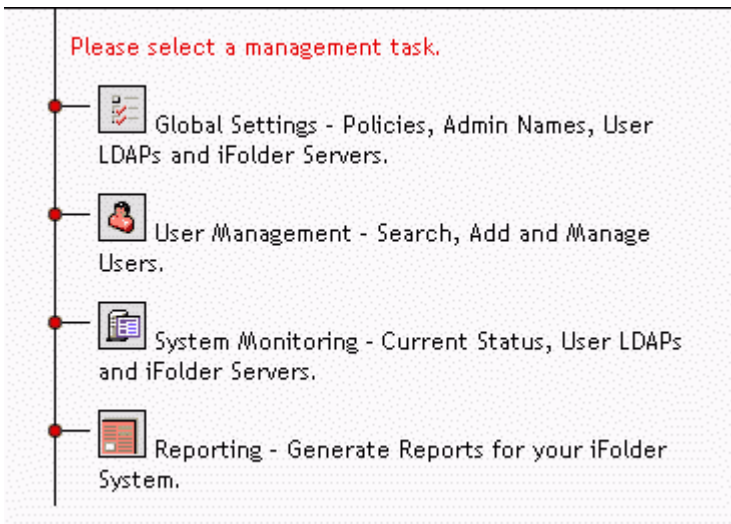 Please select a management task.
Global Settings - Policies, Admin Names, User
LDAPs and iFolder Servers.
User Management - Search, Add and Manage
Users.
System Monitoring - Current Status, User LDAPs
and iFolder Servers.
Reporting - Generate Reports for your iFolder
System.